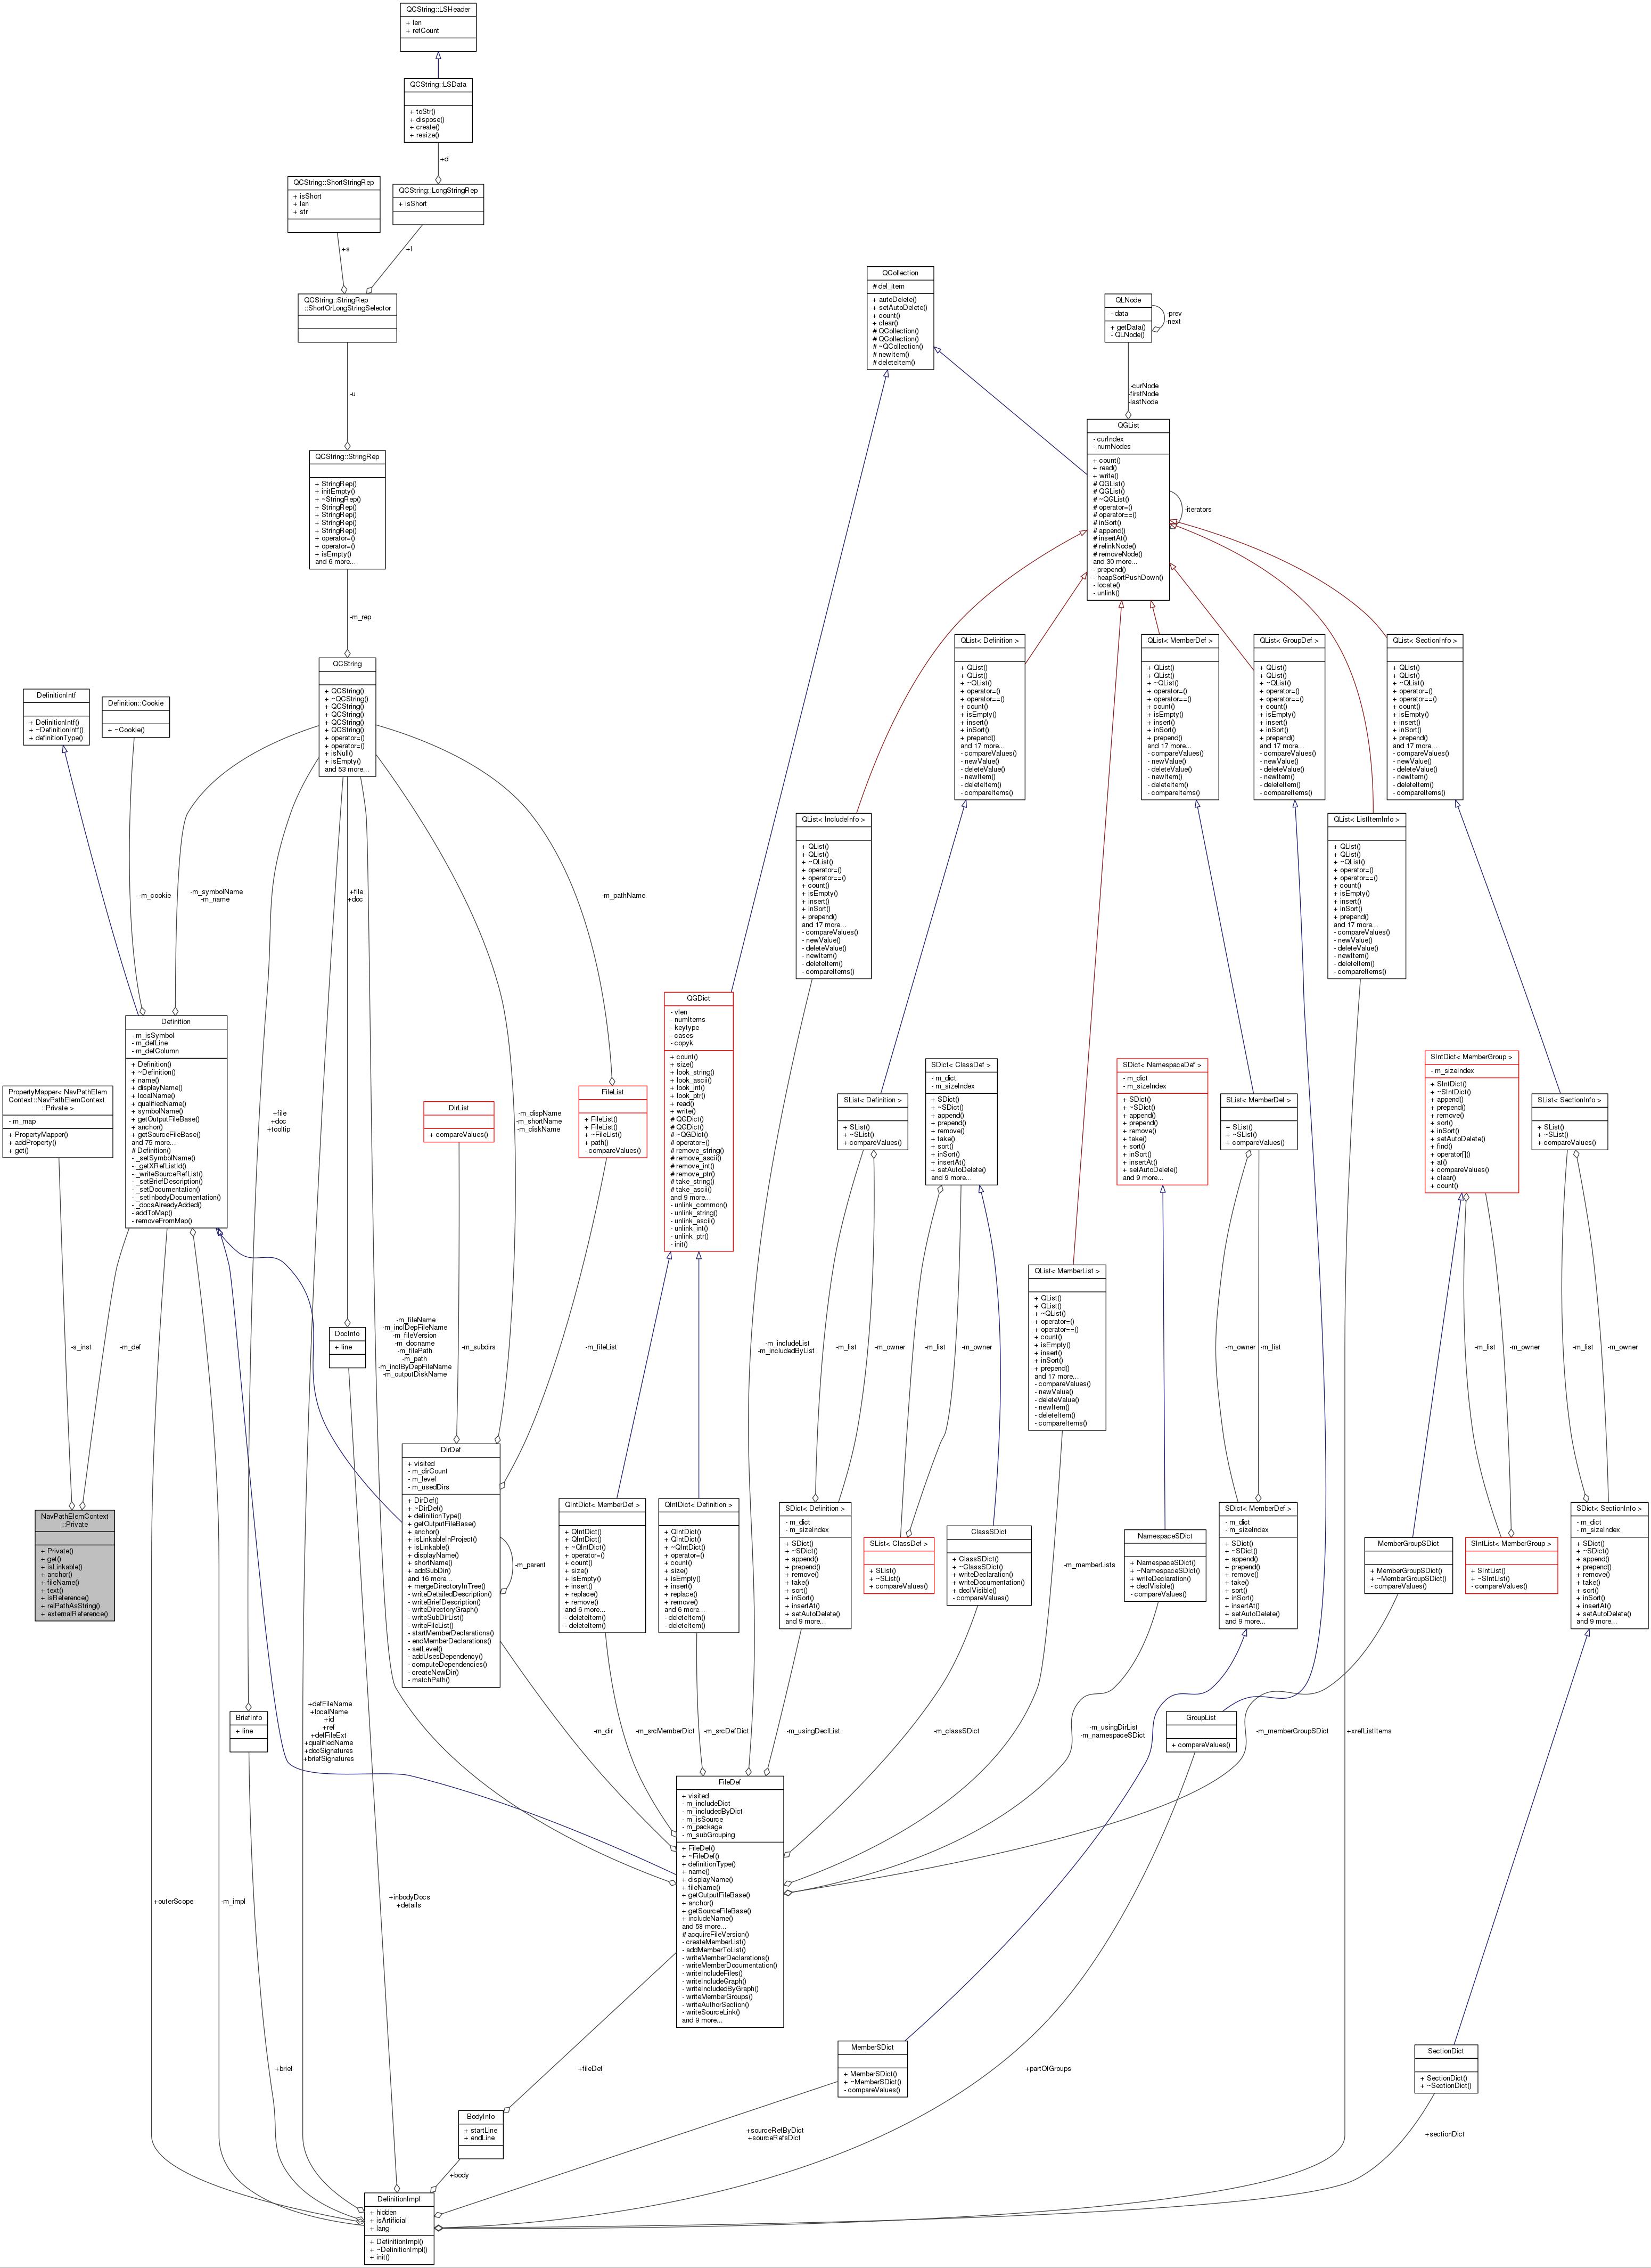 QCString::LSHeader
+ len
+ refCount
QCString::LSData
+ toStr()
+ dispose()
+ create()
+ resize()
+d
QCString::ShortStringRep
+ isShort
+ len
+ str
QCString::LongStringRep
+ isShort
+s
+l
QCString::StringRep
::ShortOrLongStringSelector
-u
QCString::StringRep
+ StringRep()
+ initEmpty()
+ ~StringRep()
+ StringRep()
+ StringRep()
+ StringRep()
+ StringRep()
+ operator=()
+ operator=()
+ isEmpty()
and 6 more...
-m_rep
QCollection
# del_item
+ autoDelete()
+ setAutoDelete()
+ count()
+ clear()
# QCollection()
# QCollection()
# ~QCollection()
# newItem()
# deleteItem()
QLNode
- data
+ getData()
- QLNode()
-prev
-next
-curNode
-firstNode
-lastNode
QGList
- curIndex
- numNodes
+ count()
+ read()
+ write()
# QGList()
# QGList()
# ~QGList()
# operator=()
# operator==()
# inSort()
# append()
# insertAt()
# relinkNode()
# removeNode()
and 30 more...
- prepend()
- heapSortPushDown()
- locate()
- unlink()
-iterators
QCString
+ QCString()
+ ~QCString()
+ QCString()
+ QCString()
+ QCString()
+ QCString()
+ operator=()
+ operator=()
+ isNull()
+ isEmpty()
and 53 more...
DefinitionIntf
+ DefinitionIntf()
+ ~DefinitionIntf()
+ definitionType()
Definition::Cookie
+ ~Cookie()
QList< Definition >
+ QList()
+ QList()
+ ~QList()
+ operator=()
+ operator==()
+ count()
+ isEmpty()
+ insert()
+ inSort()
+ prepend()
and 17 more...
- compareValues()
- newValue()
- deleteValue()
- newItem()
- deleteItem()
- compareItems()
QList< MemberDef >
+ QList()
+ QList()
+ ~QList()
+ operator=()
+ operator==()
+ count()
+ isEmpty()
+ insert()
+ inSort()
+ prepend()
and 17 more...
- compareValues()
- newValue()
- deleteValue()
- newItem()
- deleteItem()
- compareItems()
QList< GroupDef >
+ QList()
+ QList()
+ ~QList()
+ operator=()
+ operator==()
+ count()
+ isEmpty()
+ insert()
+ inSort()
+ prepend()
and 17 more...
- compareValues()
- newValue()
- deleteValue()
- newItem()
- deleteItem()
- compareItems()
QList< SectionInfo >
+ QList()
+ QList()
+ ~QList()
+ operator=()
+ operator==()
+ count()
+ isEmpty()
+ insert()
+ inSort()
+ prepend()
and 17 more...
- compareValues()
- newValue()
- deleteValue()
- newItem()
- deleteItem()
- compareItems()
QList< IncludeInfo >
+ QList()
+ QList()
+ ~QList()
+ operator=()
+ operator==()
+ count()
+ isEmpty()
+ insert()
+ inSort()
+ prepend()
and 17 more...
- compareValues()
- newValue()
- deleteValue()
- newItem()
- deleteItem()
- compareItems()
QList< ListItemInfo >
+ QList()
+ QList()
+ ~QList()
+ operator=()
+ operator==()
+ count()
+ isEmpty()
+ insert()
+ inSort()
+ prepend()
and 17 more...
- compareValues()
- newValue()
- deleteValue()
- newItem()
- deleteItem()
- compareItems()
-m_cookie
-m_symbolName
-m_name
+file
+doc
-m_pathName
Definition
- m_isSymbol
- m_defLine
- m_defColumn
+ Definition()
+ ~Definition()
+ name()
+ displayName()
+ localName()
+ qualifiedName()
+ symbolName()
+ getOutputFileBase()
+ anchor()
+ getSourceFileBase()
and 75 more...
# Definition()
- _setSymbolName()
- _getXRefListId()
- _writeSourceRefList()
- _setBriefDescription()
- _setDocumentation()
- _setInbodyDocumentation()
- _docsAlreadyAdded()
- addToMap()
- removeFromMap()
PropertyMapper< NavPathElem
Context::NavPathElemContext
::Private >
- m_map
+ PropertyMapper()
+ addProperty()
+ get()
+file
+doc
+tooltip
DirList
+ compareValues()
-m_dispName
-m_shortName
-m_diskName
FileList
+ FileList()
+ FileList()
+ ~FileList()
+ path()
- compareValues()
QGDict
- vlen
- numItems
- keytype
- cases
- copyk
+ count()
+ size()
+ look_string()
+ look_ascii()
+ look_int()
+ look_ptr()
+ read()
+ write()
# QGDict()
# QGDict()
# ~QGDict()
# operator=()
# remove_string()
# remove_ascii()
# remove_int()
# remove_ptr()
# take_string()
# take_ascii()
and 9 more...
- unlink_common()
- unlink_string()
- unlink_ascii()
- unlink_int()
- unlink_ptr()
- init()
SList< Definition >
+ SList()
+ ~SList()
+ compareValues()
SDict< ClassDef >
- m_dict
- m_sizeIndex
+ SDict()
+ ~SDict()
+ append()
+ prepend()
+ remove()
+ take()
+ sort()
+ inSort()
+ insertAt()
+ setAutoDelete()
and 9 more...
SDict< NamespaceDef >
- m_dict
- m_sizeIndex
+ SDict()
+ ~SDict()
+ append()
+ prepend()
+ remove()
+ take()
+ sort()
+ inSort()
+ insertAt()
+ setAutoDelete()
and 9 more...
SList< MemberDef >
+ SList()
+ ~SList()
+ compareValues()
SIntDict< MemberGroup >
- m_sizeIndex
+ SIntDict()
+ ~SIntDict()
+ append()
+ prepend()
+ remove()
+ sort()
+ inSort()
+ setAutoDelete()
+ find()
+ operator[]()
+ at()
+ compareValues()
+ clear()
+ count()
SList< SectionInfo >
+ SList()
+ ~SList()
+ compareValues()
QList< MemberList >
+ QList()
+ QList()
+ ~QList()
+ operator=()
+ operator==()
+ count()
+ isEmpty()
+ insert()
+ inSort()
+ prepend()
and 17 more...
- compareValues()
- newValue()
- deleteValue()
- newItem()
- deleteItem()
- compareItems()
-s_inst
-m_def
DocInfo
+ line
-m_fileName
-m_inclDepFileName
-m_fileVersion
-m_docname
-m_filePath
-m_path
-m_inclByDepFileName
-m_outputDiskName
-m_subdirs
-m_fileList
-m_includeList
-m_includedByList
-m_list
-m_owner
-m_list
-m_owner
-m_owner
-m_list
-m_list
-m_owner
-m_list
-m_owner
NavPathElemContext
::Private
+ Private()
+ get()
+ isLinkable()
+ anchor()
+ fileName()
+ text()
+ isReference()
+ relPathAsString()
+ externalReference()
DirDef
+ visited
- m_dirCount
- m_level
- m_usedDirs
+ DirDef()
+ ~DirDef()
+ definitionType()
+ getOutputFileBase()
+ anchor()
+ isLinkableInProject()
+ isLinkable()
+ displayName()
+ shortName()
+ addSubDir()
and 16 more...
+ mergeDirectoryInTree()
- writeDetailedDescription()
- writeBriefDescription()
- writeDirectoryGraph()
- writeSubDirList()
- writeFileList()
- startMemberDeclarations()
- endMemberDeclarations()
- setLevel()
- addUsesDependency()
- computeDependencies()
- createNewDir()
- matchPath()
-m_parent
QIntDict< MemberDef >
+ QIntDict()
+ QIntDict()
+ ~QIntDict()
+ operator=()
+ count()
+ size()
+ isEmpty()
+ insert()
+ replace()
+ remove()
and 6 more...
- deleteItem()
- deleteItem()
QIntDict< Definition >
+ QIntDict()
+ QIntDict()
+ ~QIntDict()
+ operator=()
+ count()
+ size()
+ isEmpty()
+ insert()
+ replace()
+ remove()
and 6 more...
- deleteItem()
- deleteItem()
SDict< Definition >
- m_dict
- m_sizeIndex
+ SDict()
+ ~SDict()
+ append()
+ prepend()
+ remove()
+ take()
+ sort()
+ inSort()
+ insertAt()
+ setAutoDelete()
and 9 more...
SList< ClassDef >
+ SList()
+ ~SList()
+ compareValues()
ClassSDict
+ ClassSDict()
+ ~ClassSDict()
+ writeDeclaration()
+ writeDocumentation()
- compareValues()
-m_memberLists
NamespaceSDict
+ NamespaceSDict()
+ ~NamespaceSDict()
+ writeDeclaration()
+ declVisible()
- compareValues()
SDict< MemberDef >
- m_dict
- m_sizeIndex
+ SDict()
+ ~SDict()
+ append()
+ prepend()
+ remove()
+ take()
+ sort()
+ inSort()
+ insertAt()
+ setAutoDelete()
and 9 more...
MemberGroupSDict
+ MemberGroupSDict()
+ ~MemberGroupSDict()
- compareValues()
SIntList< MemberGroup >
+ SIntList()
+ ~SIntList()
+ compareValues()
SDict< SectionInfo >
- m_dict
- m_sizeIndex
+ SDict()
+ ~SDict()
+ append()
+ prepend()
+ remove()
+ take()
+ sort()
+ inSort()
+ insertAt()
+ setAutoDelete()
and 9 more...
BriefInfo
+ line
+defFileName
+localName
+id
+ref
+defFileExt
+qualifiedName
+docSignatures
+briefSignatures
-m_dir
-m_srcMemberDict
-m_srcDefDict
-m_usingDeclList
-m_classSDict
-m_usingDirList
-m_namespaceSDict
GroupList
+ compareValues()
-m_memberGroupSDict
+xrefListItems
FileDef
+ visited
- m_includeDict
- m_includedByDict
- m_isSource
- m_package
- m_subGrouping
+ FileDef()
+ ~FileDef()
+ definitionType()
+ name()
+ displayName()
+ fileName()
+ getOutputFileBase()
+ anchor()
+ getSourceFileBase()
+ includeName()
and 58 more...
# acquireFileVersion()
- createMemberList()
- addMemberToList()
- writeMemberDeclarations()
- writeMemberDocumentation()
- writeIncludeFiles()
- writeIncludeGraph()
- writeIncludedByGraph()
- writeMemberGroups()
- writeAuthorSection()
- writeSourceLink()
and 9 more...
+outerScope
-m_impl
+inbodyDocs
+details
+brief
+fileDef
MemberSDict
+ MemberSDict()
+ ~MemberSDict()
- compareValues()
+partOfGroups
SectionDict
+ SectionDict()
+ ~SectionDict()
BodyInfo
+ startLine
+ endLine
+sourceRefByDict
+sourceRefsDict
+sectionDict
+body
DefinitionImpl
+ hidden
+ isArtificial
+ lang
+ DefinitionImpl()
+ ~DefinitionImpl()
+ init()